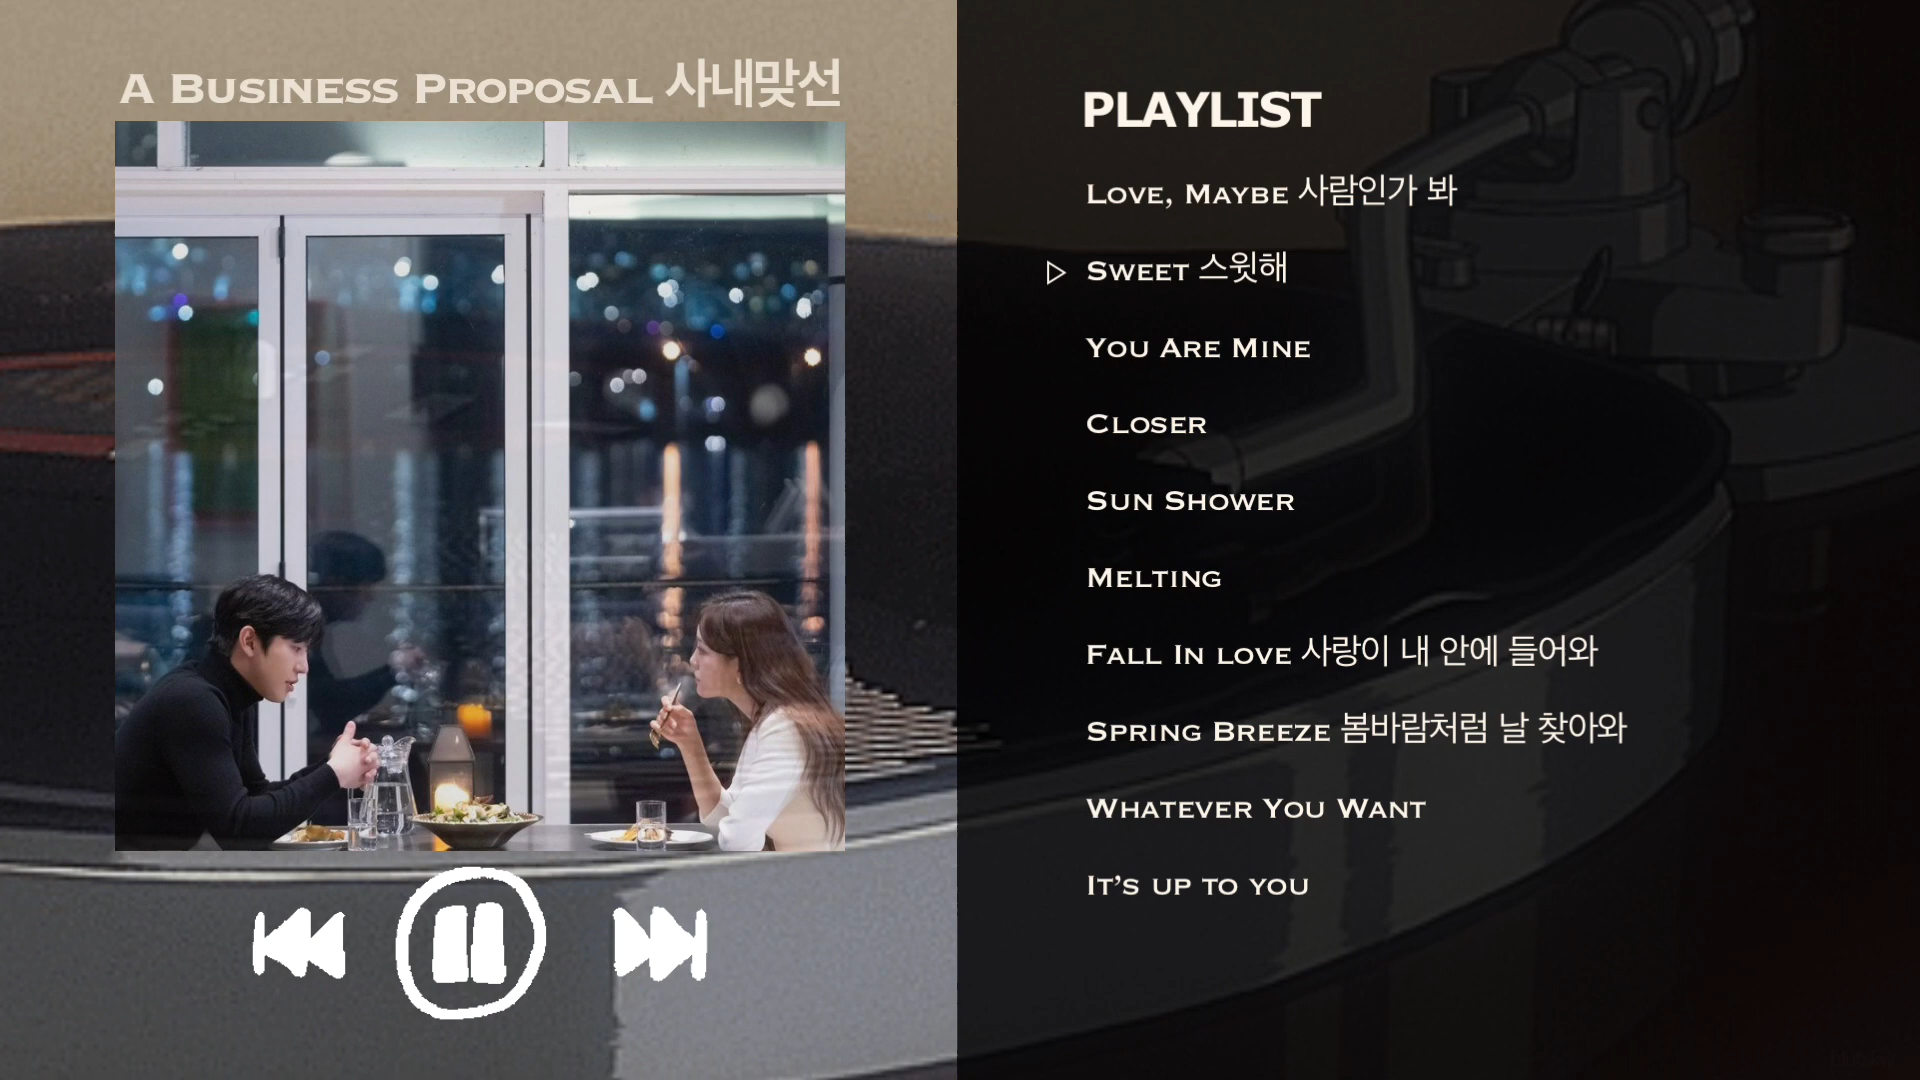 A Business Proposal 사내맞선
PLAYLIST
Love, Maybe 사람인가 봐
Sweet 스윗해
You Are Mine
Closer
Sun Shower
Melting
Fall In love 사랑이 내 안에 들어와
Spring Breeze 봄바람처럼 날 찾아와
Whatever You Want
It’s up to you